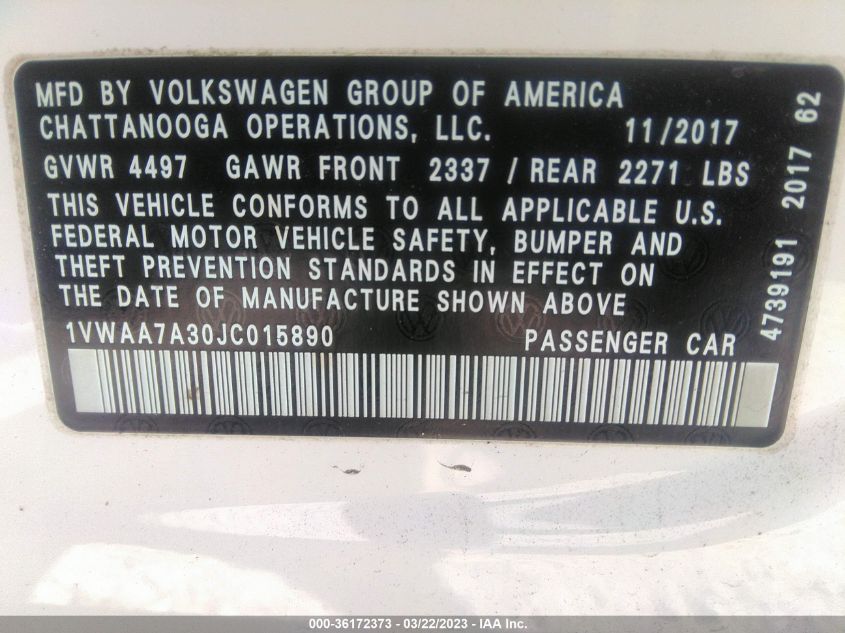 MFD BY VOLKSWAGEN GROUP OF AMERICA
CHATTANOOGA OPERATIONS, LLC. 11/2017
GVWR 4497 GAWR FRONT 2337 / REAR 2271 LBS
THIS VEHICLE CONFORMS TO ALL APPLICABLE U.S.
FEDERAL MOTOR VEHICLE SAFETY, BUMPER AND
THEFT PREVENTION STANDARDS IN EFFECT ON
THE DATE OF MANUFACTURE SHOWN ABOVE
1VWAA7A30JC015890 PASSENGER CAR
4739191 2017 62
000-36172373 - 03/22/2023 - IAA Inc.